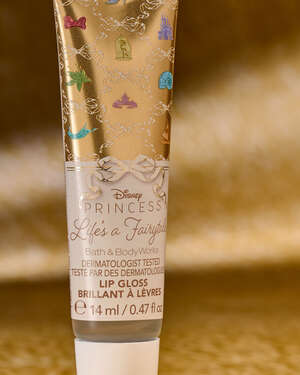 Disney
PRINCESS
Life's a Fairytale
Bath & Body Works
DERMATOLOGIST TESTED
TESTÉ PAR DES DERMATOLOGUES
LIP GLOSS
BRILLANT À LÈVRES
℮ 14 ml / 0.47 fl oz